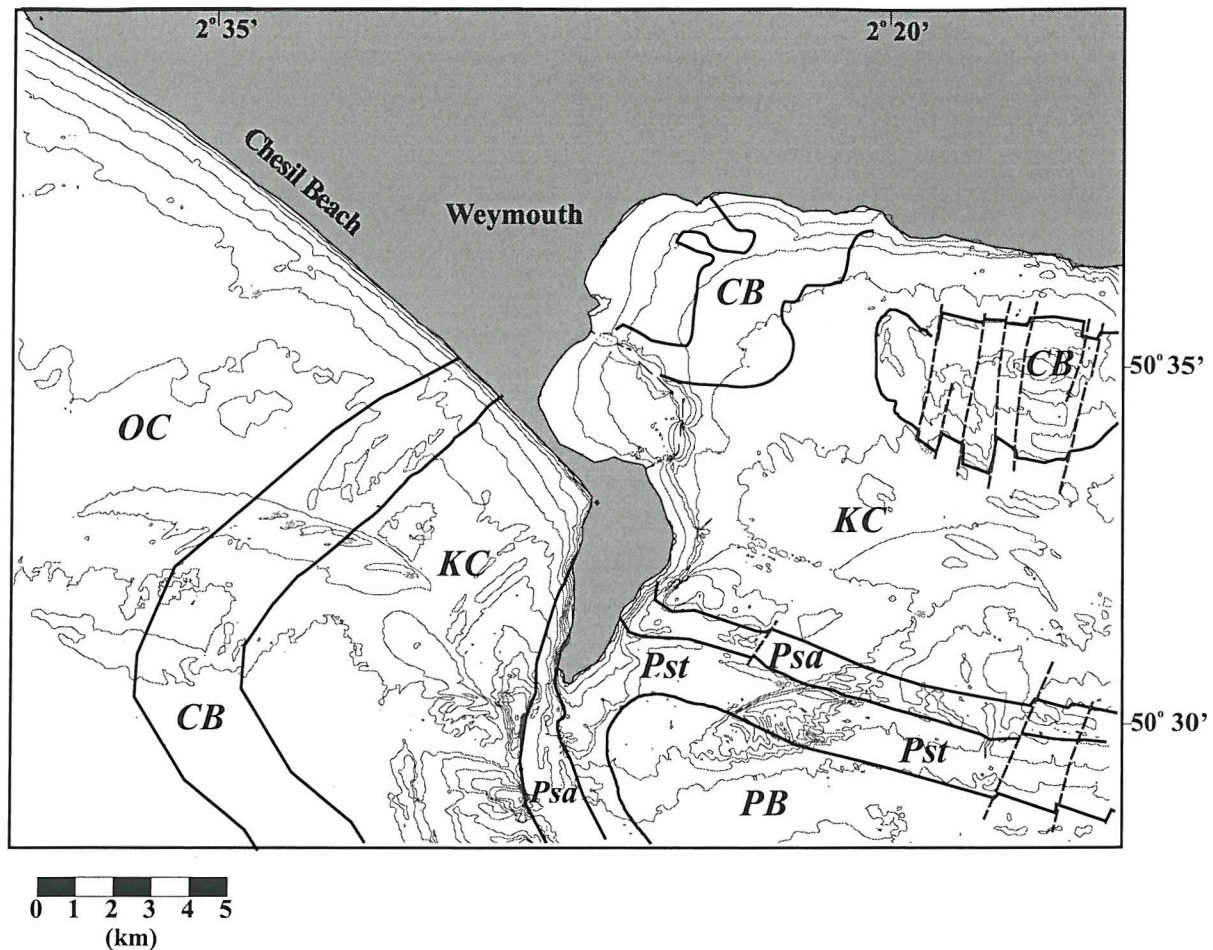 2° 35’
2° 20’
Chesil Beach
Weymouth
CB
CB
50° 35’
OC
KC
KC
Psa
Pst
CB
50° 30’
Pst
Psa
PB
0 1 2 3 4 5
(km)